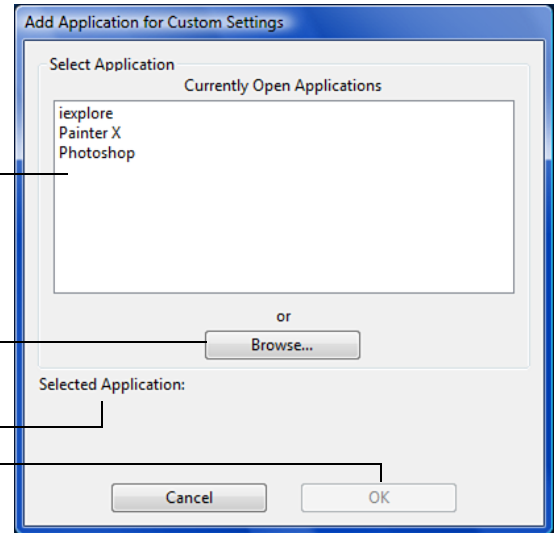 Add Application for Custom Settings
Select Application
Currently Open Applications
iexplore
Painter X
Photoshop
or
Browse...
Selected Application:
Cancel
OK